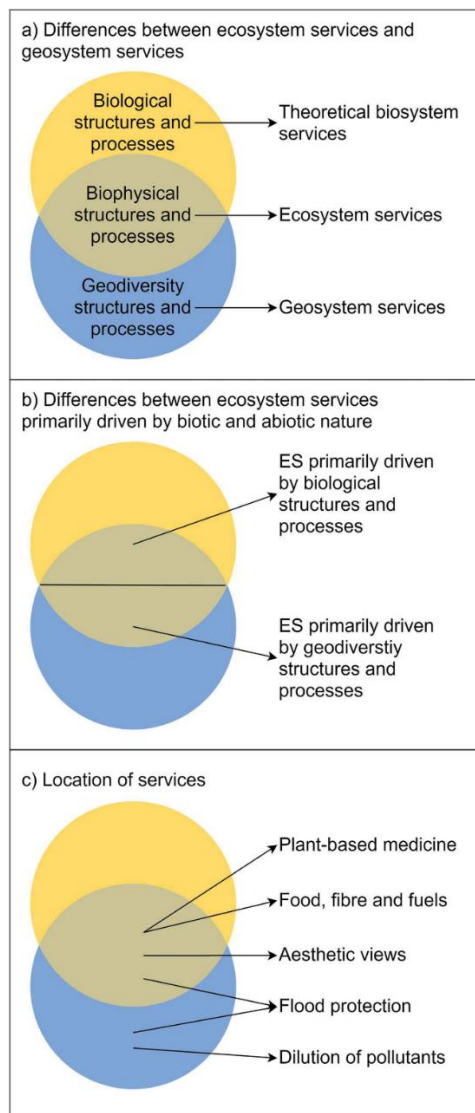 a) Differences between ecosystem services and
geosystem services
Biological
structures and
processes
Theoretical biosystem
services
Biophysical
structures and
processes
Ecosystem services
Geodiversity
structures and
processes
Geosystem services
b) Differences between ecosystem services
primarily driven by biotic and abiotic nature
ES primarily driven
by biological
structures and
processes
ES primarily driven
by geodiverstiy
structures and
processes
c) Location of services
Plant-based medicine
Food, fibre and fuels
Aesthetic views
Flood protection
Dilution of pollutants